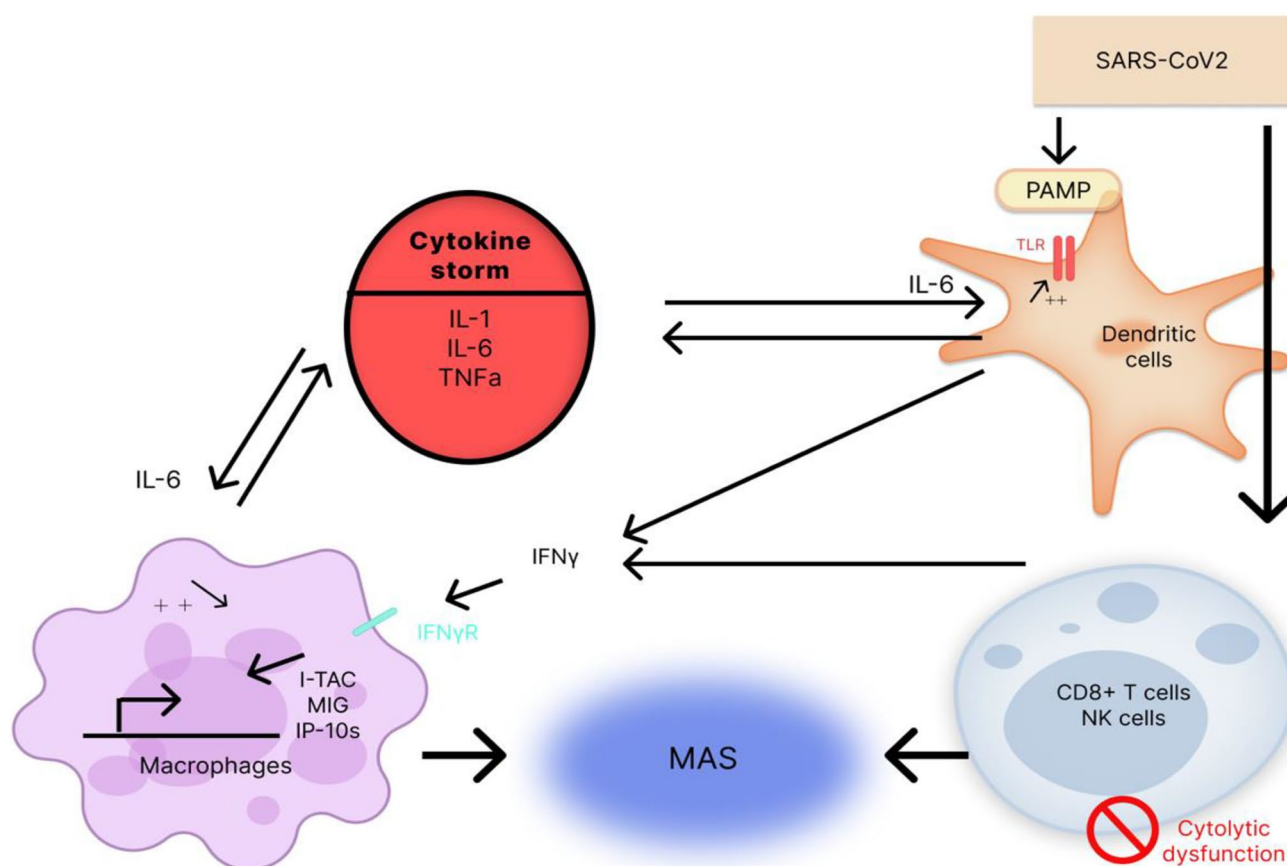 SARS-CoV2
PAMP
TLR
++
Dendritic
cells
IL-6
Cytokine
storm
IL-1
IL-6
TNFa
IL-6
IFNγ
IFNγR
+ +
I-TAC
MIG
IP-10s
Macrophages
MAS
CD8+ T cells
NK cells
Cytolytic
dysfunction